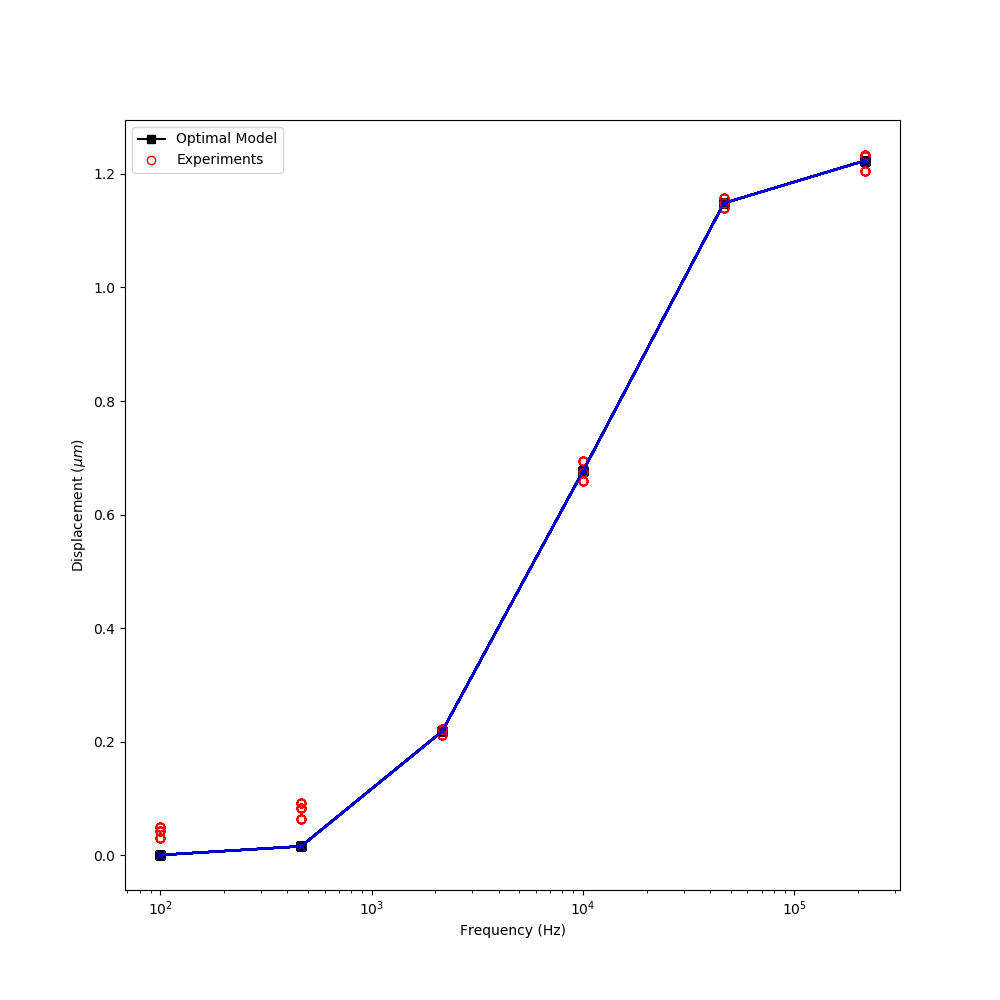 Optimal Model
Experiments
1.2
1.0
0.8
0.6
0.4
0.2
0.0
Displacement (μm)
10²
10³
10⁴
10⁵
Frequency (Hz)